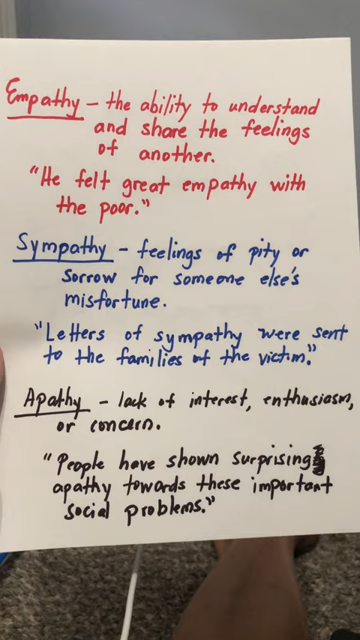 Empathy – the ability to understand
and share the feelings
of another.
"He felt great empathy with
the poor."
Sympathy – feelings of pity or
sorrow for someone else's
misfortune.
"Letters of sympathy were sent
to the families of the victim."
Apathy – lack of interest, enthusiasm,
or concern.
"People have shown surprising
apathy towards these important
social problems."